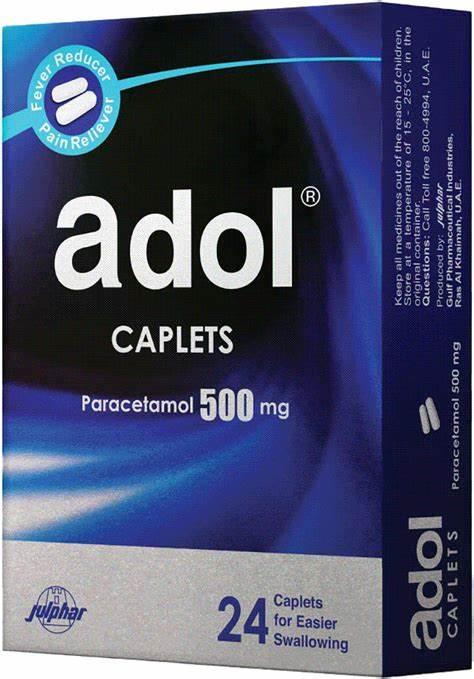 Fever Reducer
Pain Reliever
adol®
CAPLETS
Paracetamol 500 mg
julphar
24 Caplets
for Easier
Swallowing
Keep all medicines out of the reach of children.
Store at a temperature of 15 - 25°C, in the
original container.
Questions: Call Toll free 800-4994, U.A.E.
Produced by: julphar
Gulf Pharmaceutical Industries,
Ras Al Khaimah, U.A.E.
Paracetamol 500 mg
adol
CAPLETS